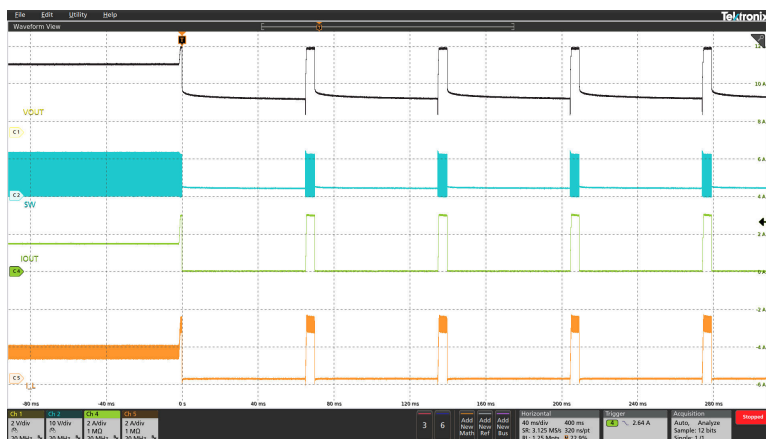 File Edit Utility Help
Tektronix
Waveform View
T
12
10 A
VOUT
8 A
C1
6 A
C2
4 A
SW
2 A
IOUT
C4
0 A
-2 A
-4 A
C5
-6 A
-80 ms -40 ms 0 s 40 ms 80 ms 120 ms 160 ms 200 ms 240 ms 280 ms
Ch 1 Ch 2 Ch 4 Ch 5 Horizontal Trigger Acquisition
2 V/div 10 V/div 2 A/div 2 A/div 3 6 Add New Math Add New Ref Add New Bus 40 ms/div 400 ms 4 2.64 A Auto, Analyze Stopped
1 MΩ 1 MΩ SR: 3.125 MS/s 320 ns/pt Sample: 12 bits
20 MHz 20 MHz 20 MHz 20 MHz RL: 1.25 Mpts 22.9% Single: 1 /1